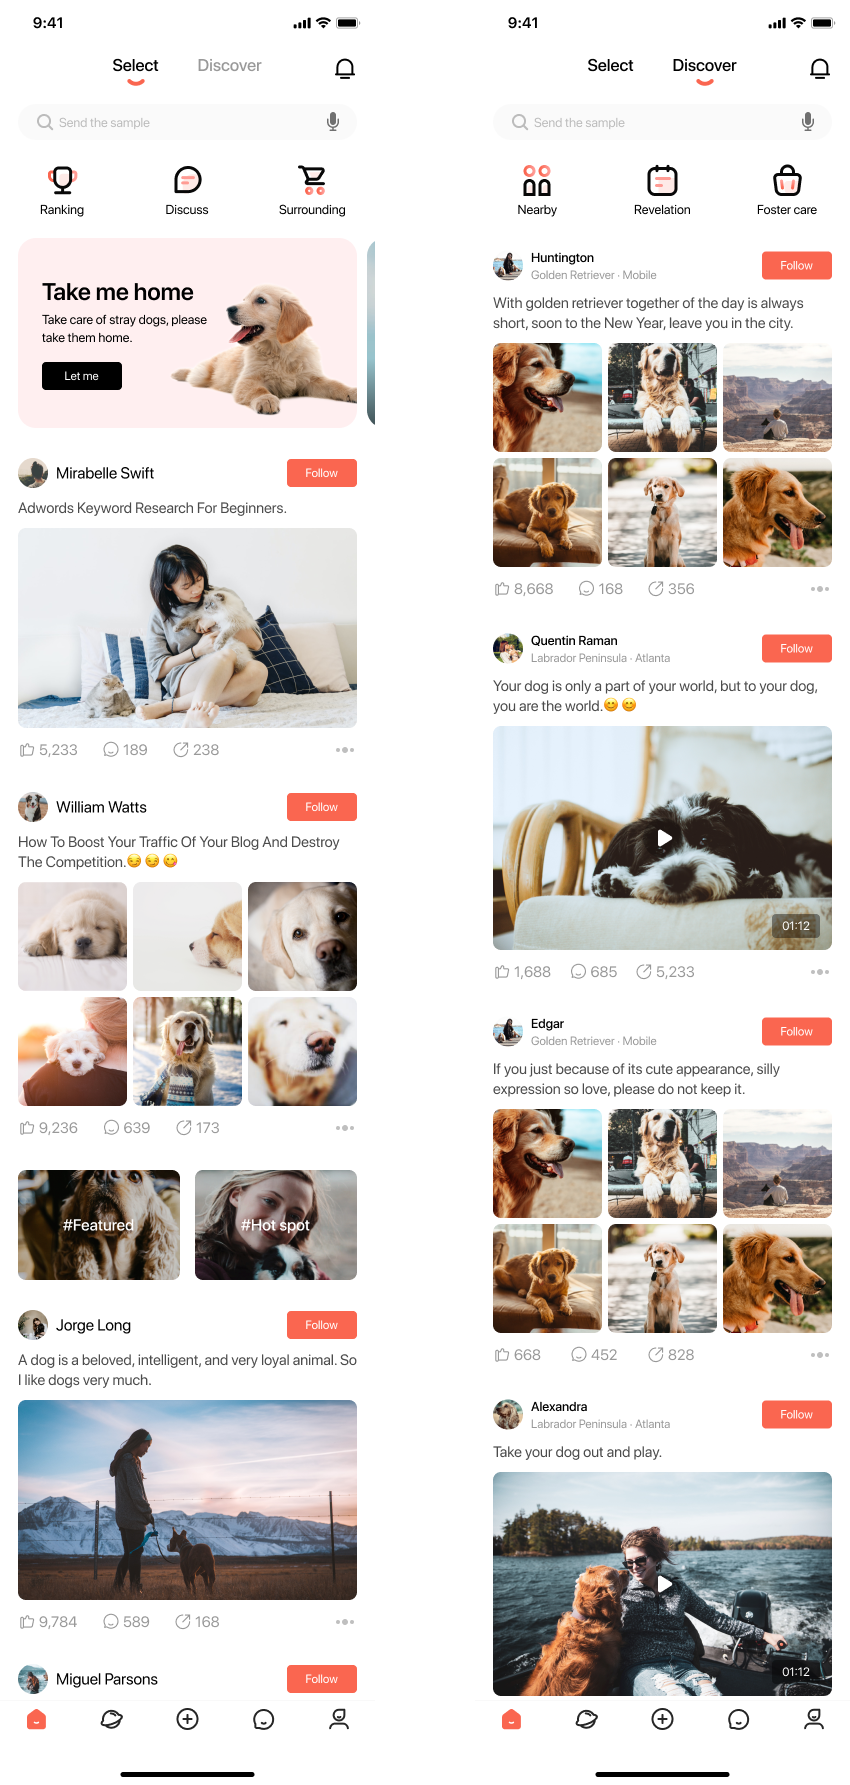 9:41
Select
Discover
Send the sample
Ranking
Discuss
Surrounding
Take me home
Take care of stray dogs, please
take them home.
Let me
Mirabelle Swift
Follow
Adwords Keyword Research For Beginners.
5,233
189
238
William Watts
Follow
How To Boost Your Traffic Of Your Blog And Destroy
The Competition.😏😏😋
9,236
639
173
#Featured
#Hot spot
Jorge Long
Follow
A dog is a beloved, intelligent, and very loyal animal. So
I like dogs very much.
9,784
589
168
Miguel Parsons
Follow
9:41
Select
Discover
Send the sample
Nearby
Revelation
Foster care
Huntington
Golden Retriever · Mobile
Follow
With golden retriever together of the day is always
short, soon to the New Year, leave you in the city.
8,668
168
356
Quentin Raman
Labrador Peninsula · Atlanta
Follow
Your dog is only a part of your world, but to your dog,
you are the world.😊😊
01:12
1,688
685
5,233
Edgar
Golden Retriever · Mobile
Follow
If you just because of its cute appearance, silly
expression so love, please do not keep it.
668
452
828
Alexandra
Labrador Peninsula · Atlanta
Follow
Take your dog out and play.
01:12